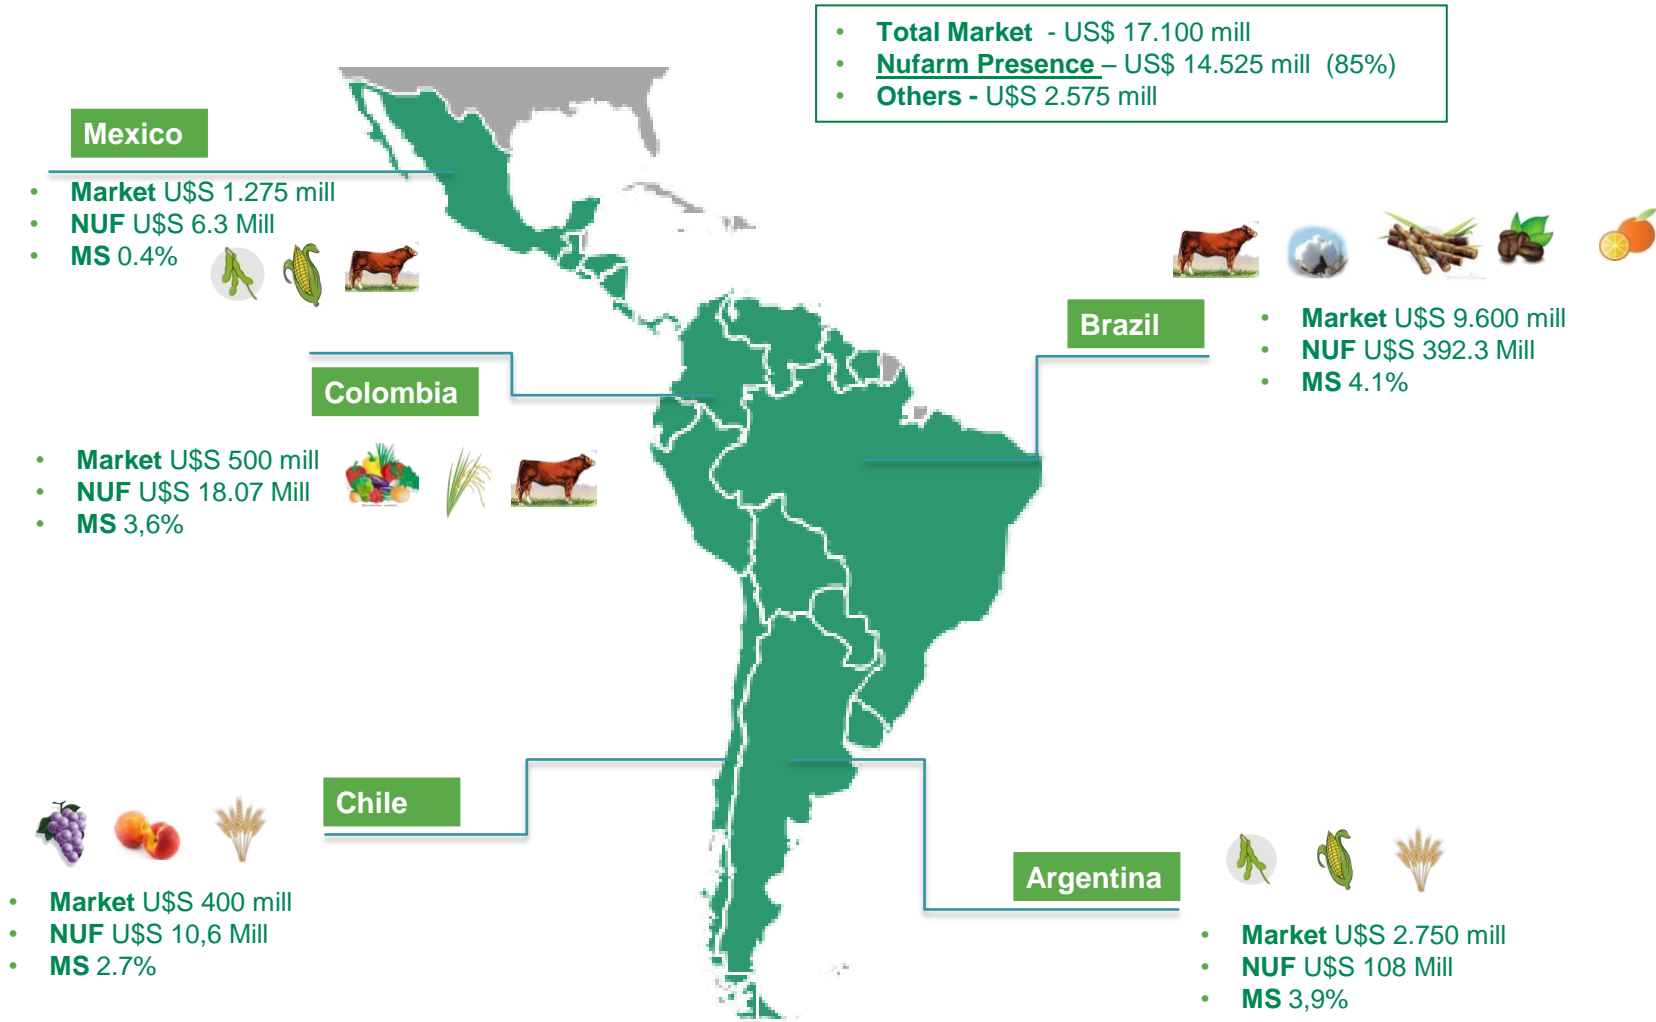 • Total Market - US$ 17.100 mill
• Nufarm Presence – US$ 14.525 mill (85%)
• Others - U$S 2.575 mill
Mexico
• Market U$S 1.275 mill
• NUF U$S 6.3 Mill
• MS 0.4%
Brazil
• Market U$S 9.600 mill
• NUF U$S 392.3 Mill
• MS 4.1%
Colombia
• Market U$S 500 mill
• NUF U$S 18.07 Mill
• MS 3,6%
Chile
• Market U$S 400 mill
• NUF U$S 10,6 Mill
• MS 2.7%
Argentina
• Market U$S 2.750 mill
• NUF U$S 108 Mill
• MS 3,9%